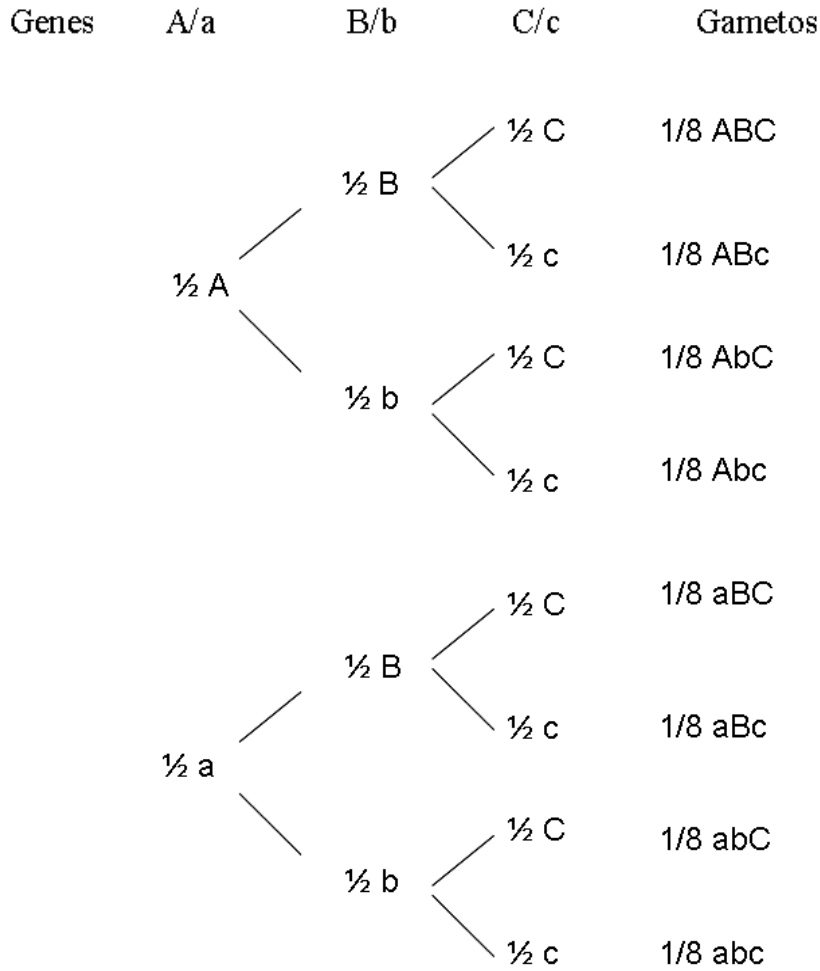 Genes A/a B/b C/c Gametos
½ C 1/8 ABC
½ B
½ c 1/8 ABc
½ A
½ C 1/8 AbC
½ b
½ c 1/8 Abc
½ C 1/8 aBC
½ B
½ c 1/8 aBc
½ a
½ C 1/8 abC
½ b
½ c 1/8 abc